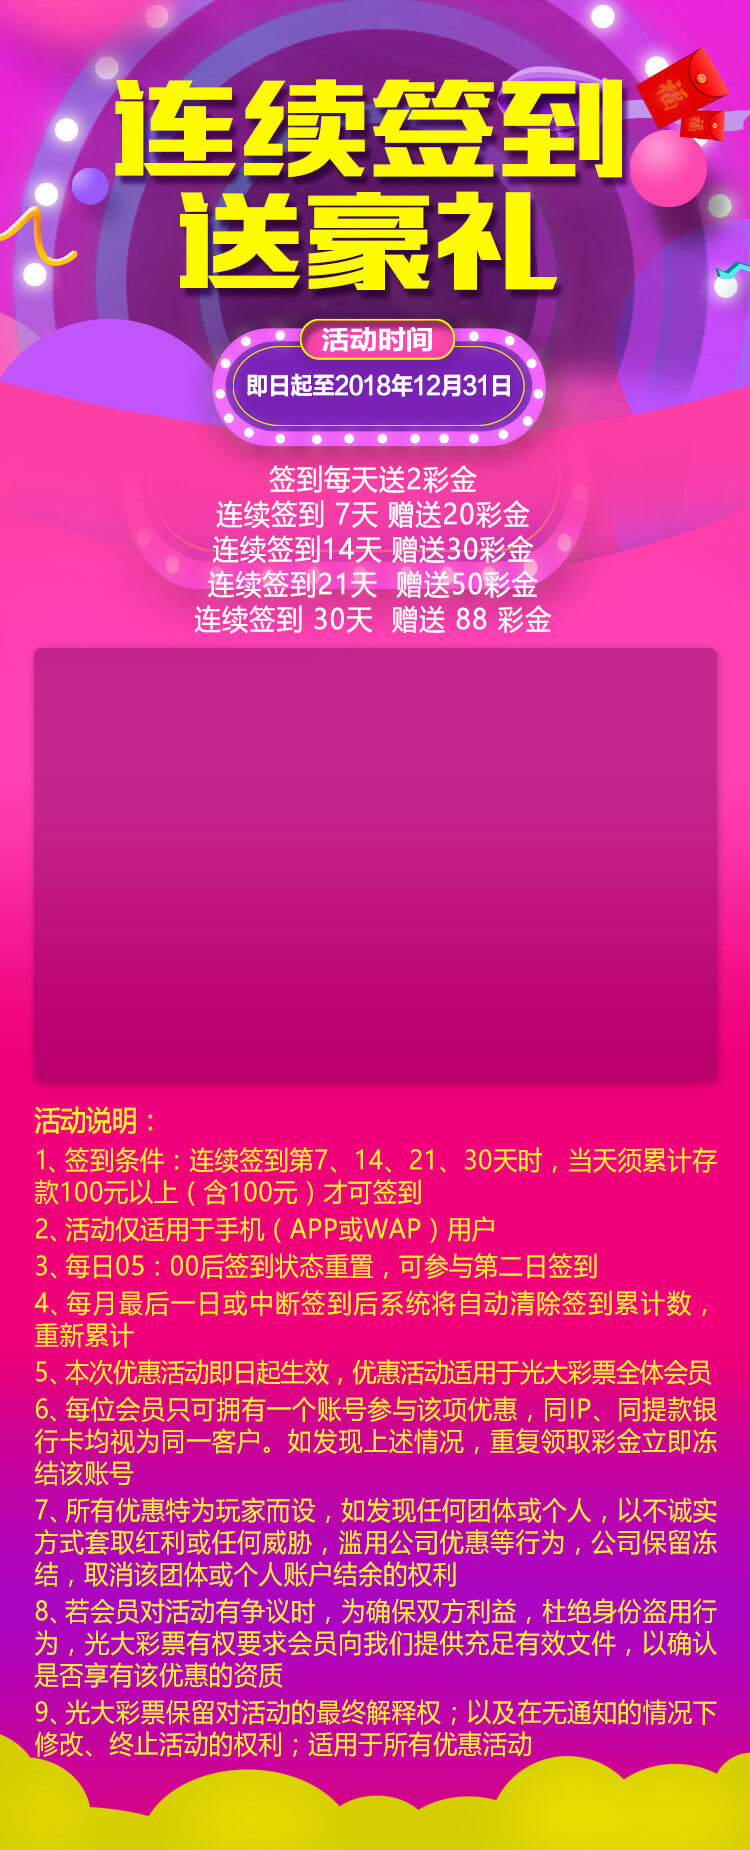 连续签到
送豪礼
福
福
活动时间
即日起至2018年12月31日
签到每天送2彩金
连续签到 7天 赠送20彩金
连续签到14天 赠送30彩金
连续签到21天 赠送50彩金
连续签到 30天 赠送 88 彩金
活动说明：
1、签到条件：连续签到第7、14、21、30天时，当天须累计存
款100元以上（含100元）才可签到
2、活动仅适用于手机（APP或WAP）用户
3、每日05：00后签到状态重置，可参与第二日签到
4、每月最后一日或中断签到后系统将自动清除签到累计数，
重新累计
5、本次优惠活动即日起生效，优惠活动适用于光大彩票全体会员
6、每位会员只可拥有一个账号参与该项优惠，同IP、同提款银
行卡均视为同一客户。如发现上述情况，重复领取彩金立即冻
结该账号
7、所有优惠特为玩家而设，如发现任何团体或个人，以不诚实
方式套取红利或任何威胁，滥用公司优惠等行为，公司保留冻
结，取消该团体或个人账户结余的权利
8、若会员对活动有争议时，为确保双方利益，杜绝身份盗用行
为，光大彩票有权要求会员向我们提供充足有效文件，以确认
是否享有该优惠的资质
9、光大彩票保留对活动的最终解释权；以及在无通知的情况下
修改、终止活动的权利；适用于所有优惠活动